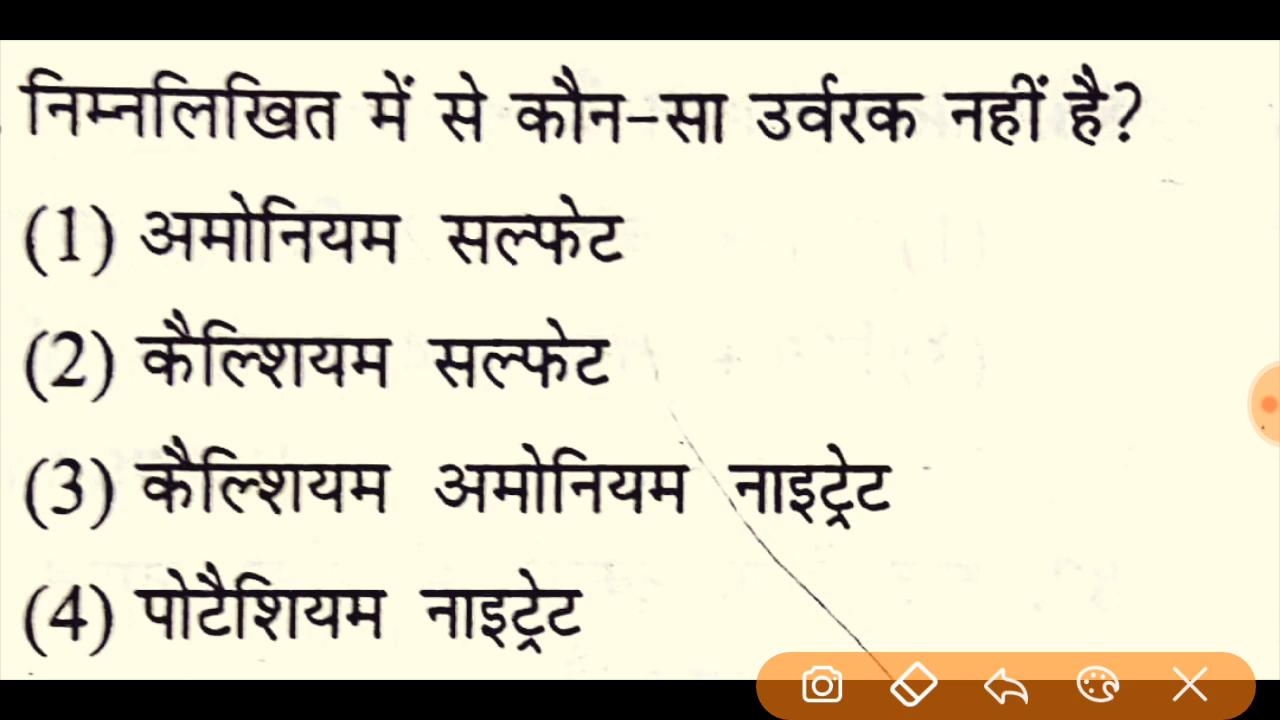 निम्नलिखित में से कौन-सा उर्वरक नहीं है?
(1) अमोनियम सल्फेट
(2) कैल्शियम सल्फेट
(3) कैल्शियम अमोनियम नाइट्रेट
(4) पोटैशियम नाइट्रेट